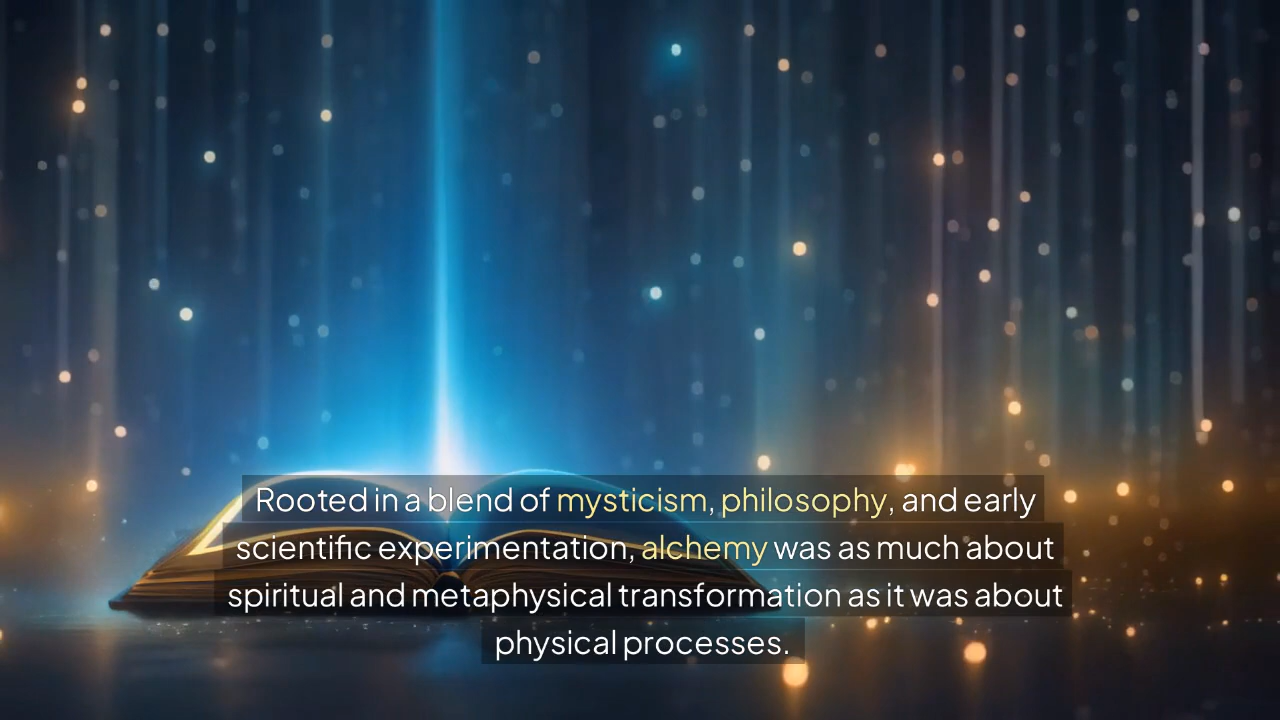 Rooted in a blend of mysticism, philosophy, and early
scientific experimentation, alchemy was as much about
spiritual and metaphysical transformation as it was about
physical processes.